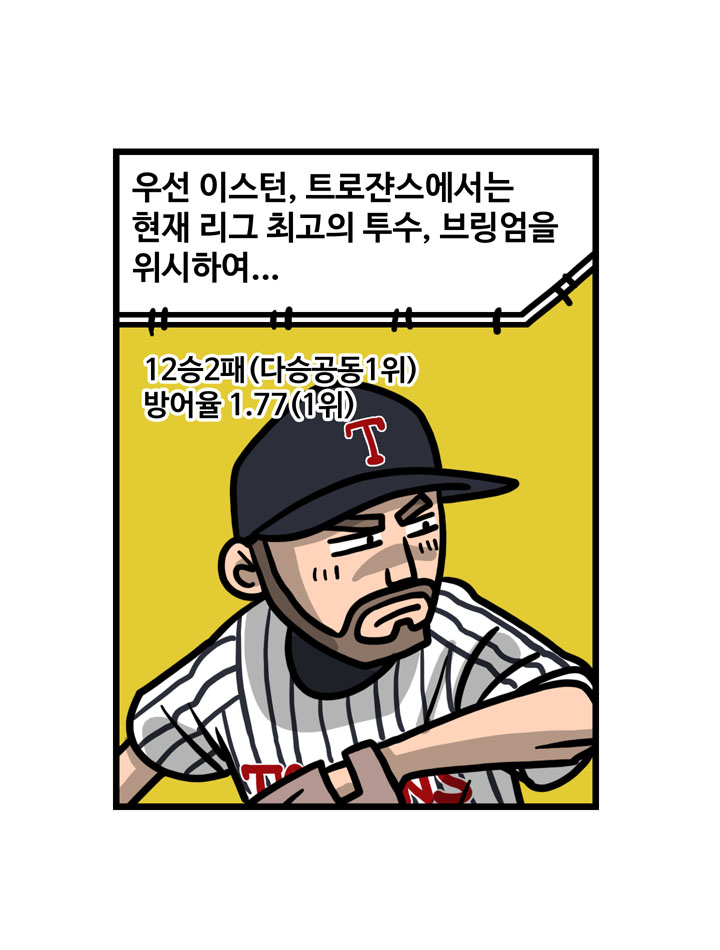 우선 이스턴, 트로쟌스에서는
현재 리그 최고의 투수, 브링엄을
위시하여...
12승2패(다승공동1위)
방어율 1.77(1위)
T